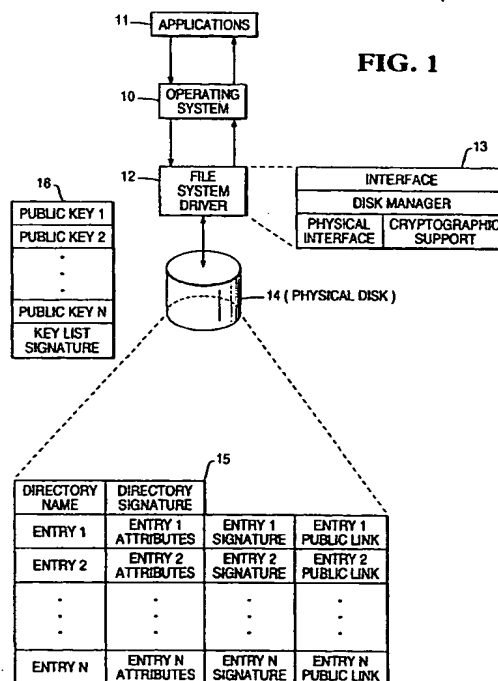 11
APPLICATIONS
FIG. 1
10
OPERATING
SYSTEM
12
FILE
SYSTEM
DRIVER
13
INTERFACE
DISK MANAGER
PHYSICAL
INTERFACE
CRYPTOGRAPHIC
SUPPORT
16
PUBLIC KEY 1
PUBLIC KEY 2
PUBLIC KEY N
KEY LIST
SIGNATURE
14 ( PHYSICAL DISK )
15
DIRECTORY
NAME
DIRECTORY
SIGNATURE
ENTRY 1
ENTRY 1
ATTRIBUTES
ENTRY 1
SIGNATURE
ENTRY 1
PUBLIC LINK
ENTRY 2
ENTRY 2
ATTRIBUTES
ENTRY 2
SIGNATURE
ENTRY 2
PUBLIC LINK
ENTRY N
ENTRY N
ATTRIBUTES
ENTRY N
SIGNATURE
ENTRY N
PUBLIC LINK